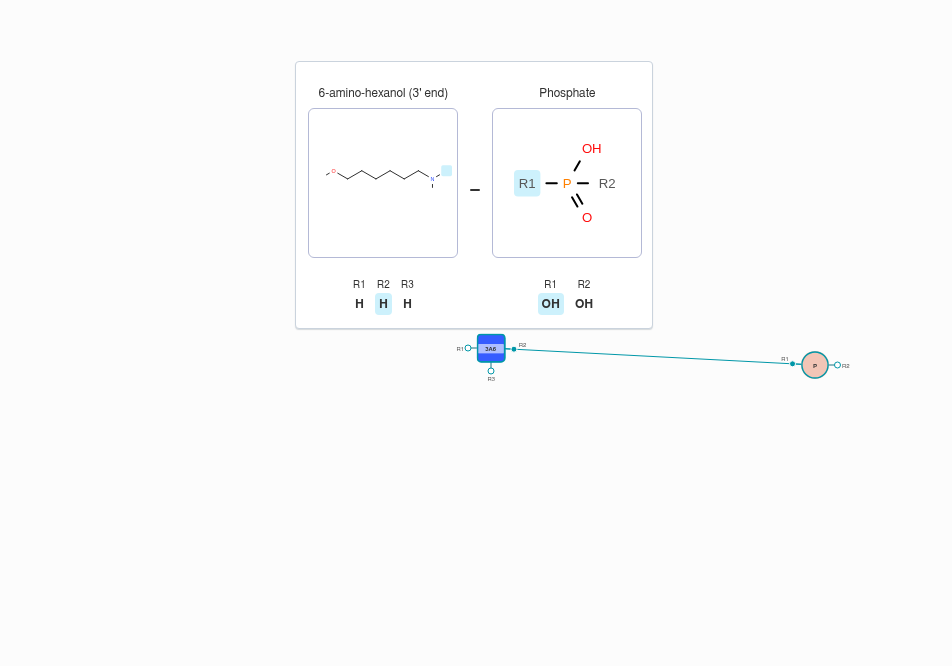 6-amino-hexanol (3' end)
Phosphate
O
N
OH
R1
P
R2
O
R1 R2 R3
H H H
R1 R2
OH OH
R1
3A6
R2
R3
R1
P
R2